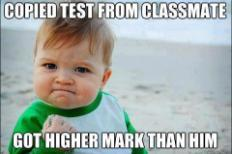 COPIED TEST FROM CLASSMATE
GOT HIGHER MARK THAN HIM